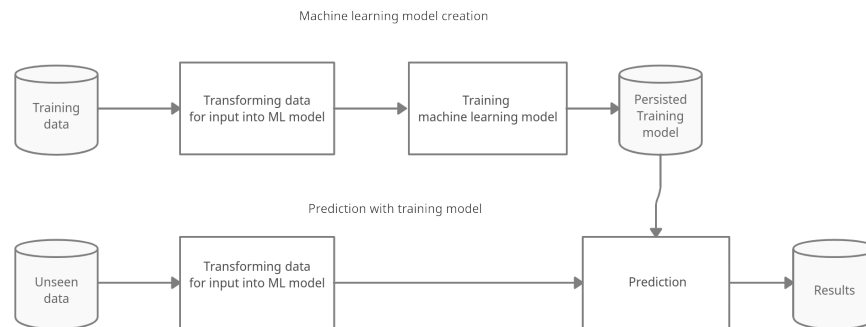 Machine learning model creation
Training
data
Transforming data
for input into ML model
Training
machine learning model
Persisted
Training
model
Prediction with training model
Unseen
data
Transforming data
for input into ML model
Prediction
Results